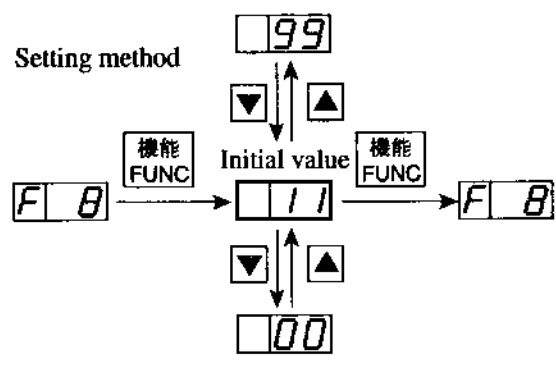 99
Setting method
▼ ▲
機能
FUNC
Initial value
機能
FUNC
F 8
11
F 8
▼ ▲
00